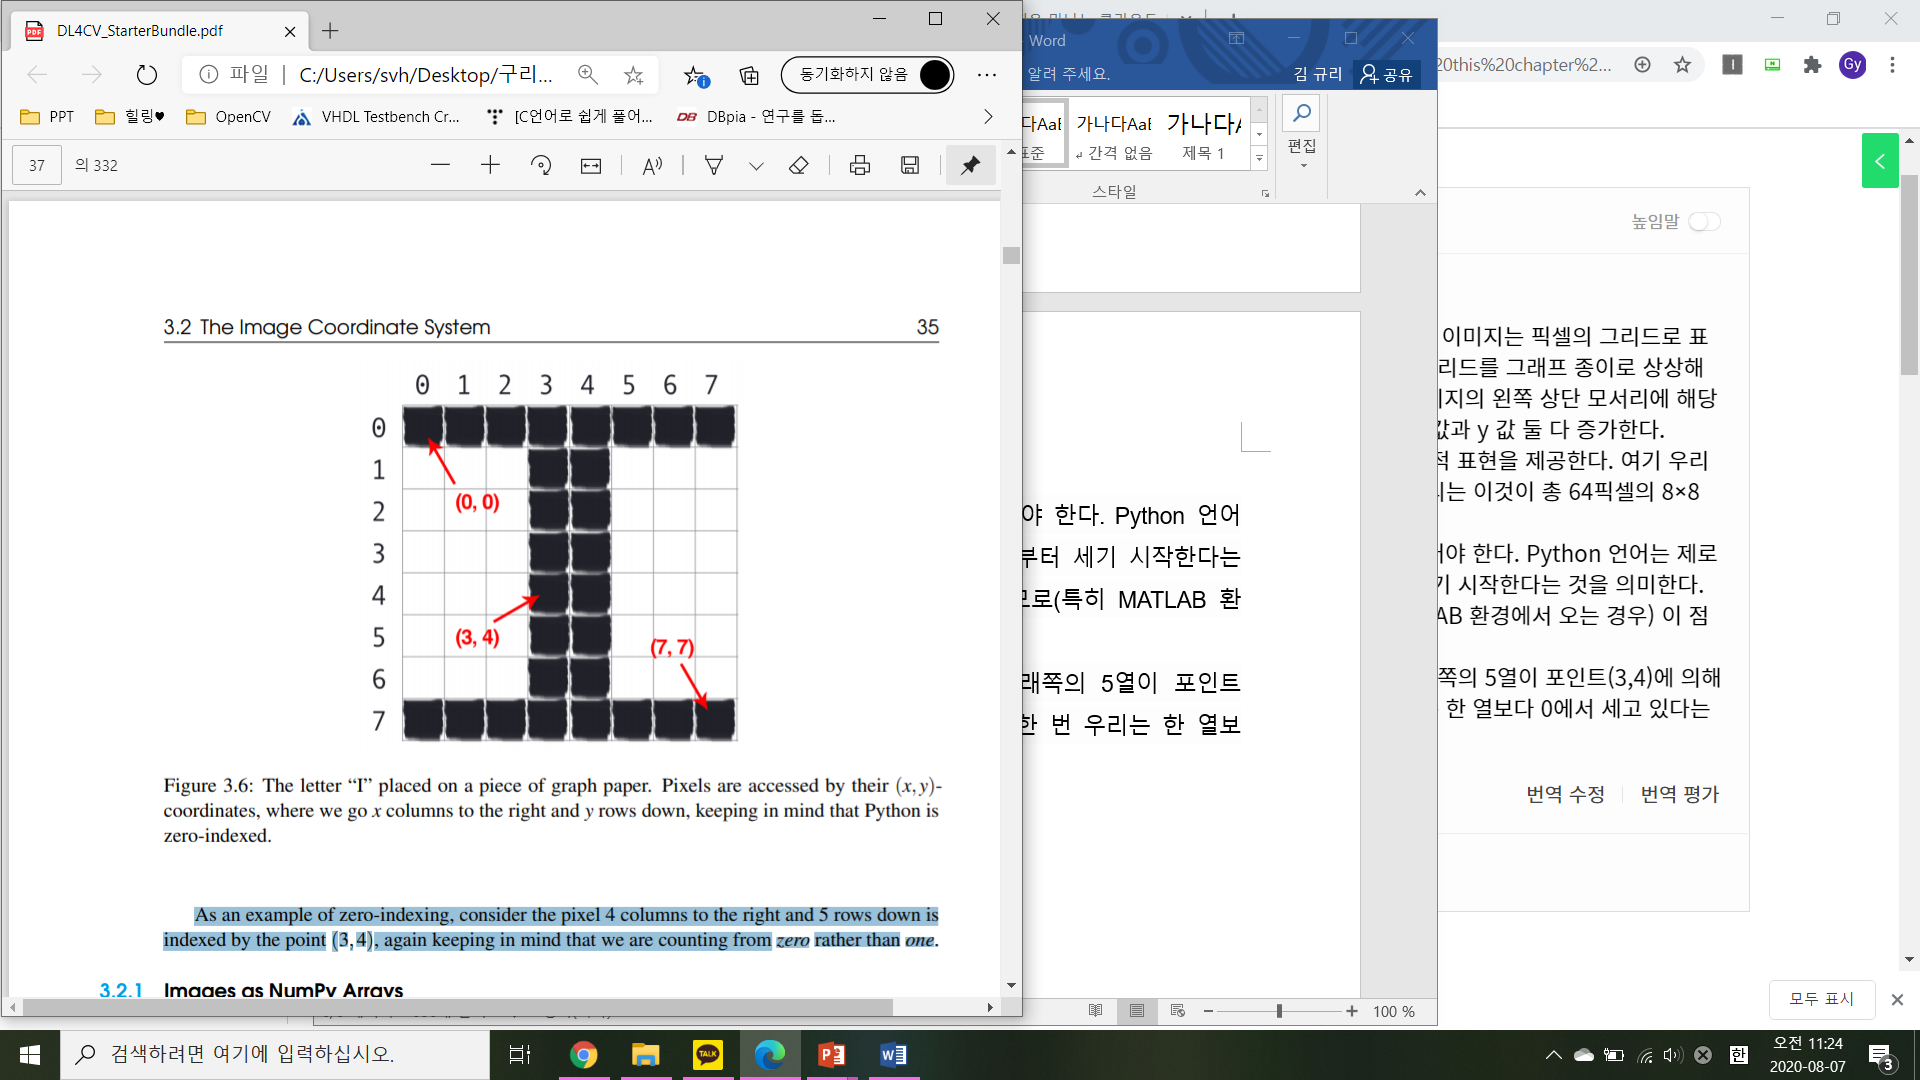 DL4CV_StarterBundle.pdf
파일
C:/Users/svh/Desktop/구리...
동기화하지 않음
PPT
힐링♥
OpenCV
VHDL Testbench Cr...
[C언어로 쉽게 풀어...
DBpia - 연구를 돕...
37 의 332
3.2 The Image Coordinate System 35
0 1 2 3 4 5 6 7
0
1
2
3
4
5
6
7
(0, 0)
(3, 4)
(7, 7)
Figure 3.6: The letter “I” placed on a piece of graph paper. Pixels are accessed by their (x,y)-
coordinates, where we go x columns to the right and y rows down, keeping in mind that Python is
zero-indexed.
As an example of zero-indexing, consider the pixel 4 columns to the right and 5 rows down is
indexed by the point (3,4), again keeping in mind that we are counting from zero rather than one.
3.2.1 Images as NumPy Arrays
Word
알려 주세요.
김 규리
공유
가나다AaB
간격 없음
가나다A
제목 1
스타일
편집
야 한다. Python 언어
부터 세기 시작한다는
므로(특히 MATLAB 환
래쪽의 5열이 포인트
한 번 우리는 한 열보
100 %
20this%20chapter%2...
Gy
높임말
이미지는 픽셀의 그리드로 표
리드를 그래프 종이로 상상해
지의 왼쪽 상단 모서리에 해당
값과 y 값 둘 다 증가한다.
적 표현을 제공한다. 여기 우리
는 이것이 총 64픽셀의 8×8
어야 한다. Python 언어는 제로
기 시작한다는 것을 의미한다.
AB 환경에서 오는 경우) 이 점
쪽의 5열이 포인트(3,4)에 의해
한 열보다 0에서 세고 있다는
번역 수정
번역 평가
모두 표시
검색하려면 여기에 입력하십시오.
TALK
한
오전 11:24
2020-08-07
3